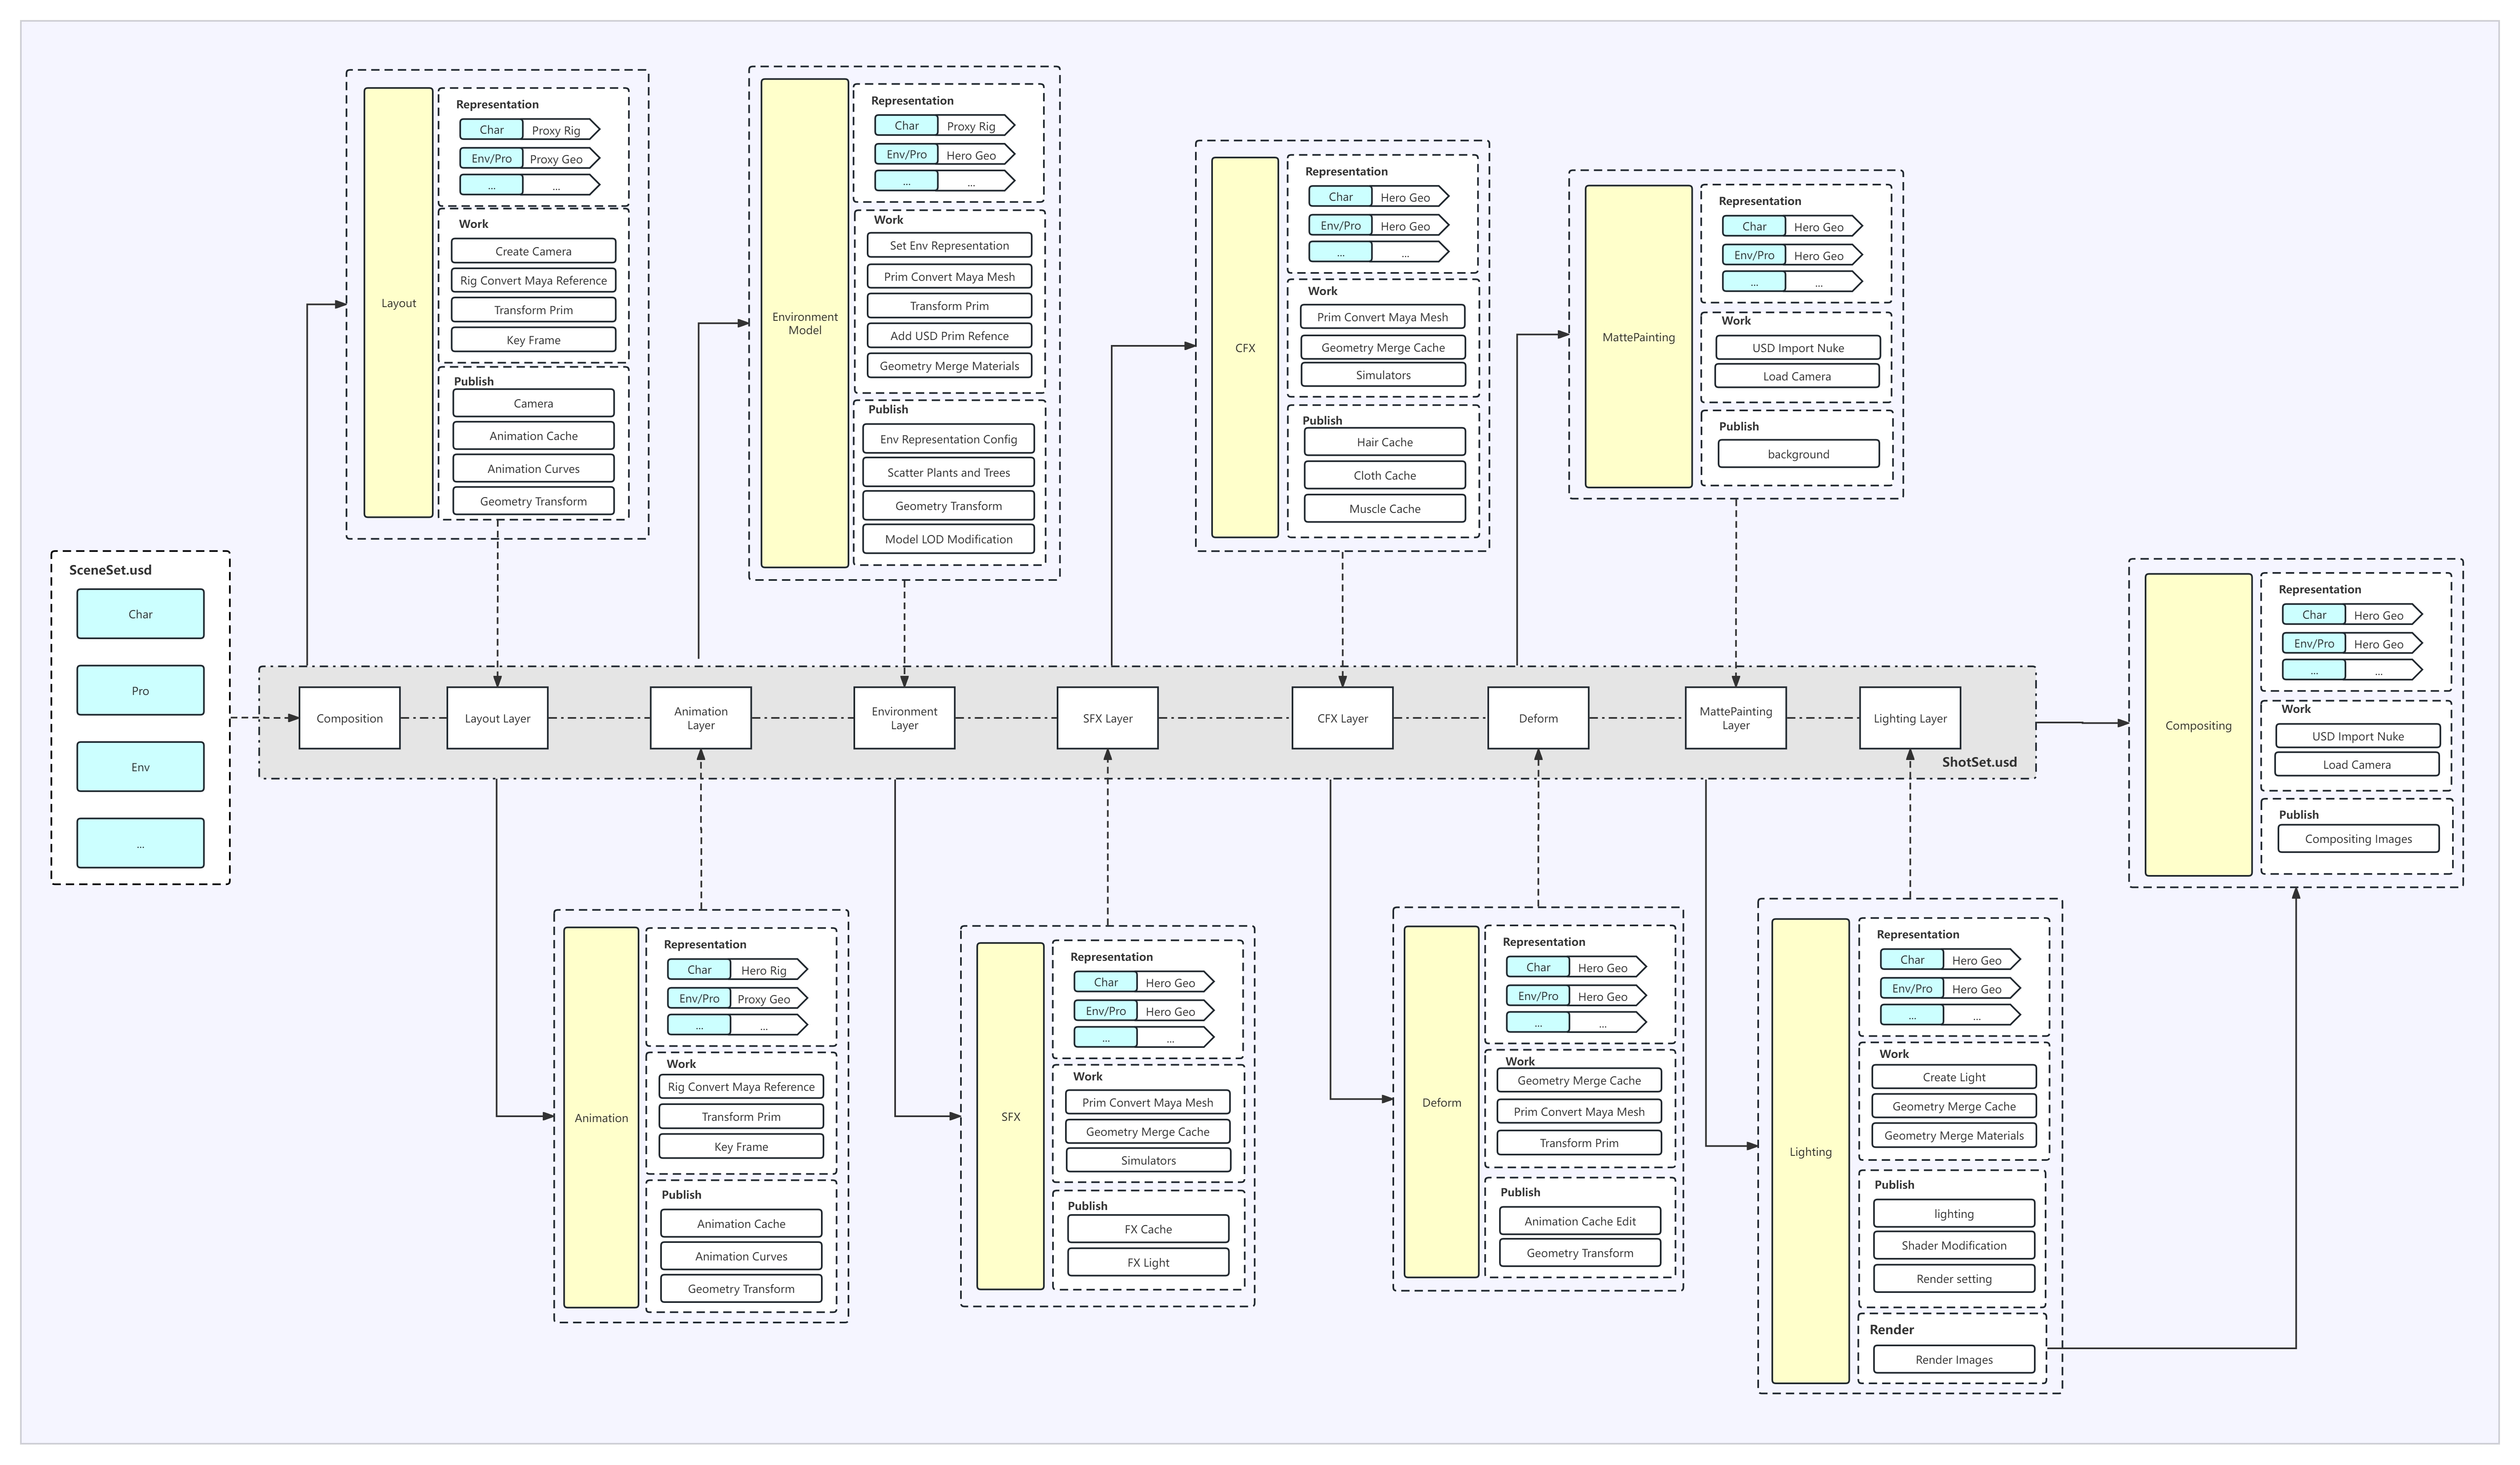 SceneSet.usd
Char
Pro
Env
...
Layout
Representation
Char
Proxy Rig
Env/Pro
Proxy Geo
...
...
Work
Create Camera
Rig Convert Maya Reference
Transform Prim
Key Frame
Publish
Camera
Animation Cache
Animation Curves
Geometry Transform
Environment
Model
Representation
Char
Proxy Rig
Env/Pro
Hero Geo
...
...
Work
Set Env Representation
Prim Convert Maya Mesh
Transform Prim
Add USD Prim Refence
Geometry Merge Materials
Publish
Env Representation Config
Scatter Plants and Trees
Geometry Transform
Model LOD Modification
CFX
Representation
Char
Hero Geo
Env/Pro
Hero Geo
...
...
Work
Prim Convert Maya Mesh
Geometry Merge Cache
Simulators
Publish
Hair Cache
Cloth Cache
Muscle Cache
MattePainting
Representation
Char
Hero Geo
Env/Pro
Hero Geo
...
...
Work
USD Import Nuke
Load Camera
Publish
background
Composition
Layout Layer
Animation
Layer
Environment
Layer
SFX Layer
CFX Layer
Deform
MattePainting
Layer
Lighting Layer
ShotSet.usd
Compositing
Representation
Char
Hero Geo
Env/Pro
Hero Geo
...
...
Work
USD Import Nuke
Load Camera
Publish
Compositing Images
Animation
Representation
Char
Hero Rig
Env/Pro
Proxy Geo
...
...
Work
Rig Convert Maya Reference
Transform Prim
Key Frame
Publish
Animation Cache
Animation Curves
Geometry Transform
SFX
Representation
Char
Hero Geo
Env/Pro
Hero Geo
...
...
Work
Prim Convert Maya Mesh
Geometry Merge Cache
Simulators
Publish
FX Cache
FX Light
Deform
Representation
Char
Hero Geo
Env/Pro
Hero Geo
...
...
Work
Geometry Merge Cache
Prim Convert Maya Mesh
Transform Prim
Publish
Animation Cache Edit
Geometry Transform
Lighting
Representation
Char
Hero Geo
Env/Pro
Hero Geo
...
...
Work
Create Light
Geometry Merge Cache
Geometry Merge Materials
Publish
lighting
Shader Modification
Render setting
Render
Render Images